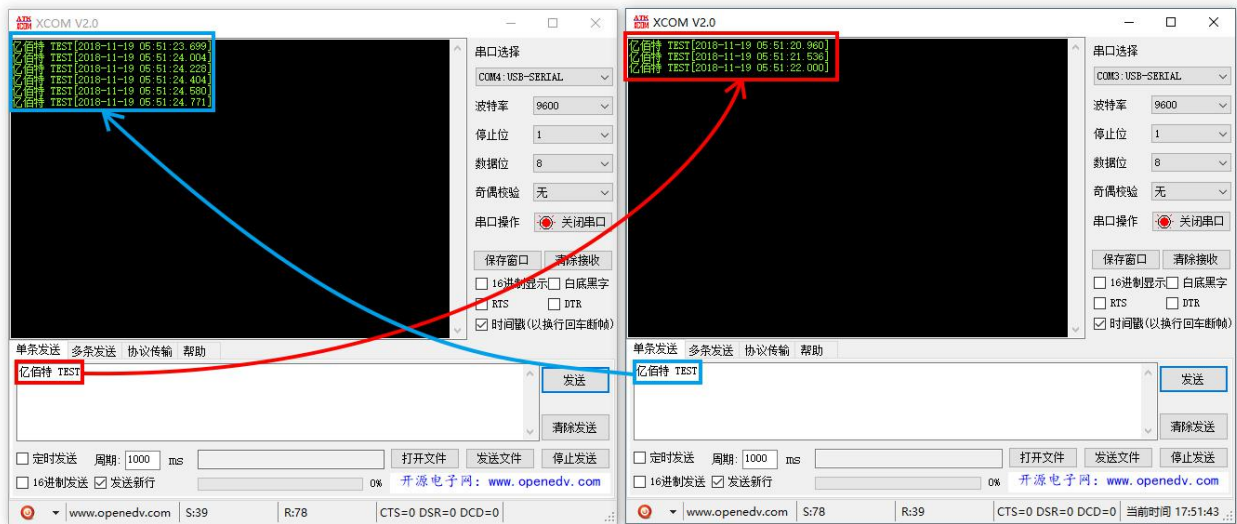 XCOM V2.0
亿佰特 TEST[2018-11-19 05:51:23.699]
亿佰特 TEST[2018-11-19 05:51:24.004]
亿佰特 TEST[2018-11-19 05:51:24.228]
亿佰特 TEST[2018-11-19 05:51:24.404]
亿佰特 TEST[2018-11-19 05:51:24.580]
亿佰特 TEST[2018-11-19 05:51:24.771]
串口选择
COM4:USB-SERIAL
波特率 9600
停止位 1
数据位 8
奇偶校验 无
串口操作 关闭串口
保存窗口 清除接收
16进制显示 白底黑字
RTS DTR
时间戳(以换行回车断帧)
单条发送 多条发送 协议传输 帮助
亿佰特 TEST
发送
清除发送
定时发送 周期: 1000 ms 打开文件 发送文件 停止发送
16进制发送 发送新行 0% 开源电子网: www.openedv.com
www.openedv.com S:39 R:78 CTS=0 DSR=0 DCD=0
XCOM V2.0
亿佰特 TEST[2018-11-19 05:51:20.960]
亿佰特 TEST[2018-11-19 05:51:21.536]
亿佰特 TEST[2018-11-19 05:51:22.000]
串口选择
COM3:USB-SERIAL
波特率 9600
停止位 1
数据位 8
奇偶校验 无
串口操作 关闭串口
保存窗口 清除接收
16进制显示 白底黑字
RTS DTR
时间戳(以换行回车断帧)
单条发送 多条发送 协议传输 帮助
亿佰特 TEST
发送
清除发送
定时发送 周期: 1000 ms 打开文件 发送文件 停止发送
16进制发送 发送新行 0% 开源电子网: www.openedv.com
www.openedv.com S:78 R:39 CTS=0 DSR=0 DCD=0 当前时间 17:51:43